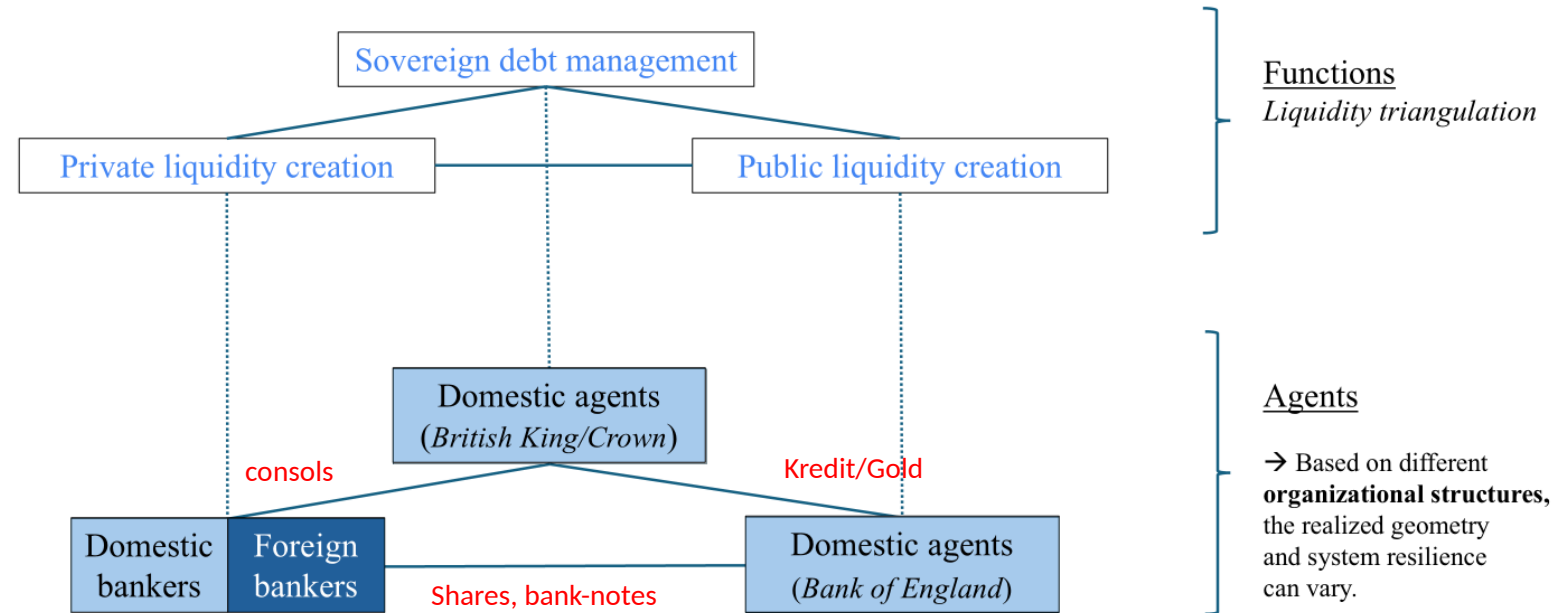 Sovereign debt management
Functions
Liquidity triangulation
Private liquidity creation
Public liquidity creation
Domestic agents
(British King/Crown)
Agents
consols
Kredit/Gold
→ Based on different
organizational structures,
the realized geometry
and system resilience
can vary.
Domestic
bankers
Foreign
bankers
Shares, bank-notes
Domestic agents
(Bank of England)